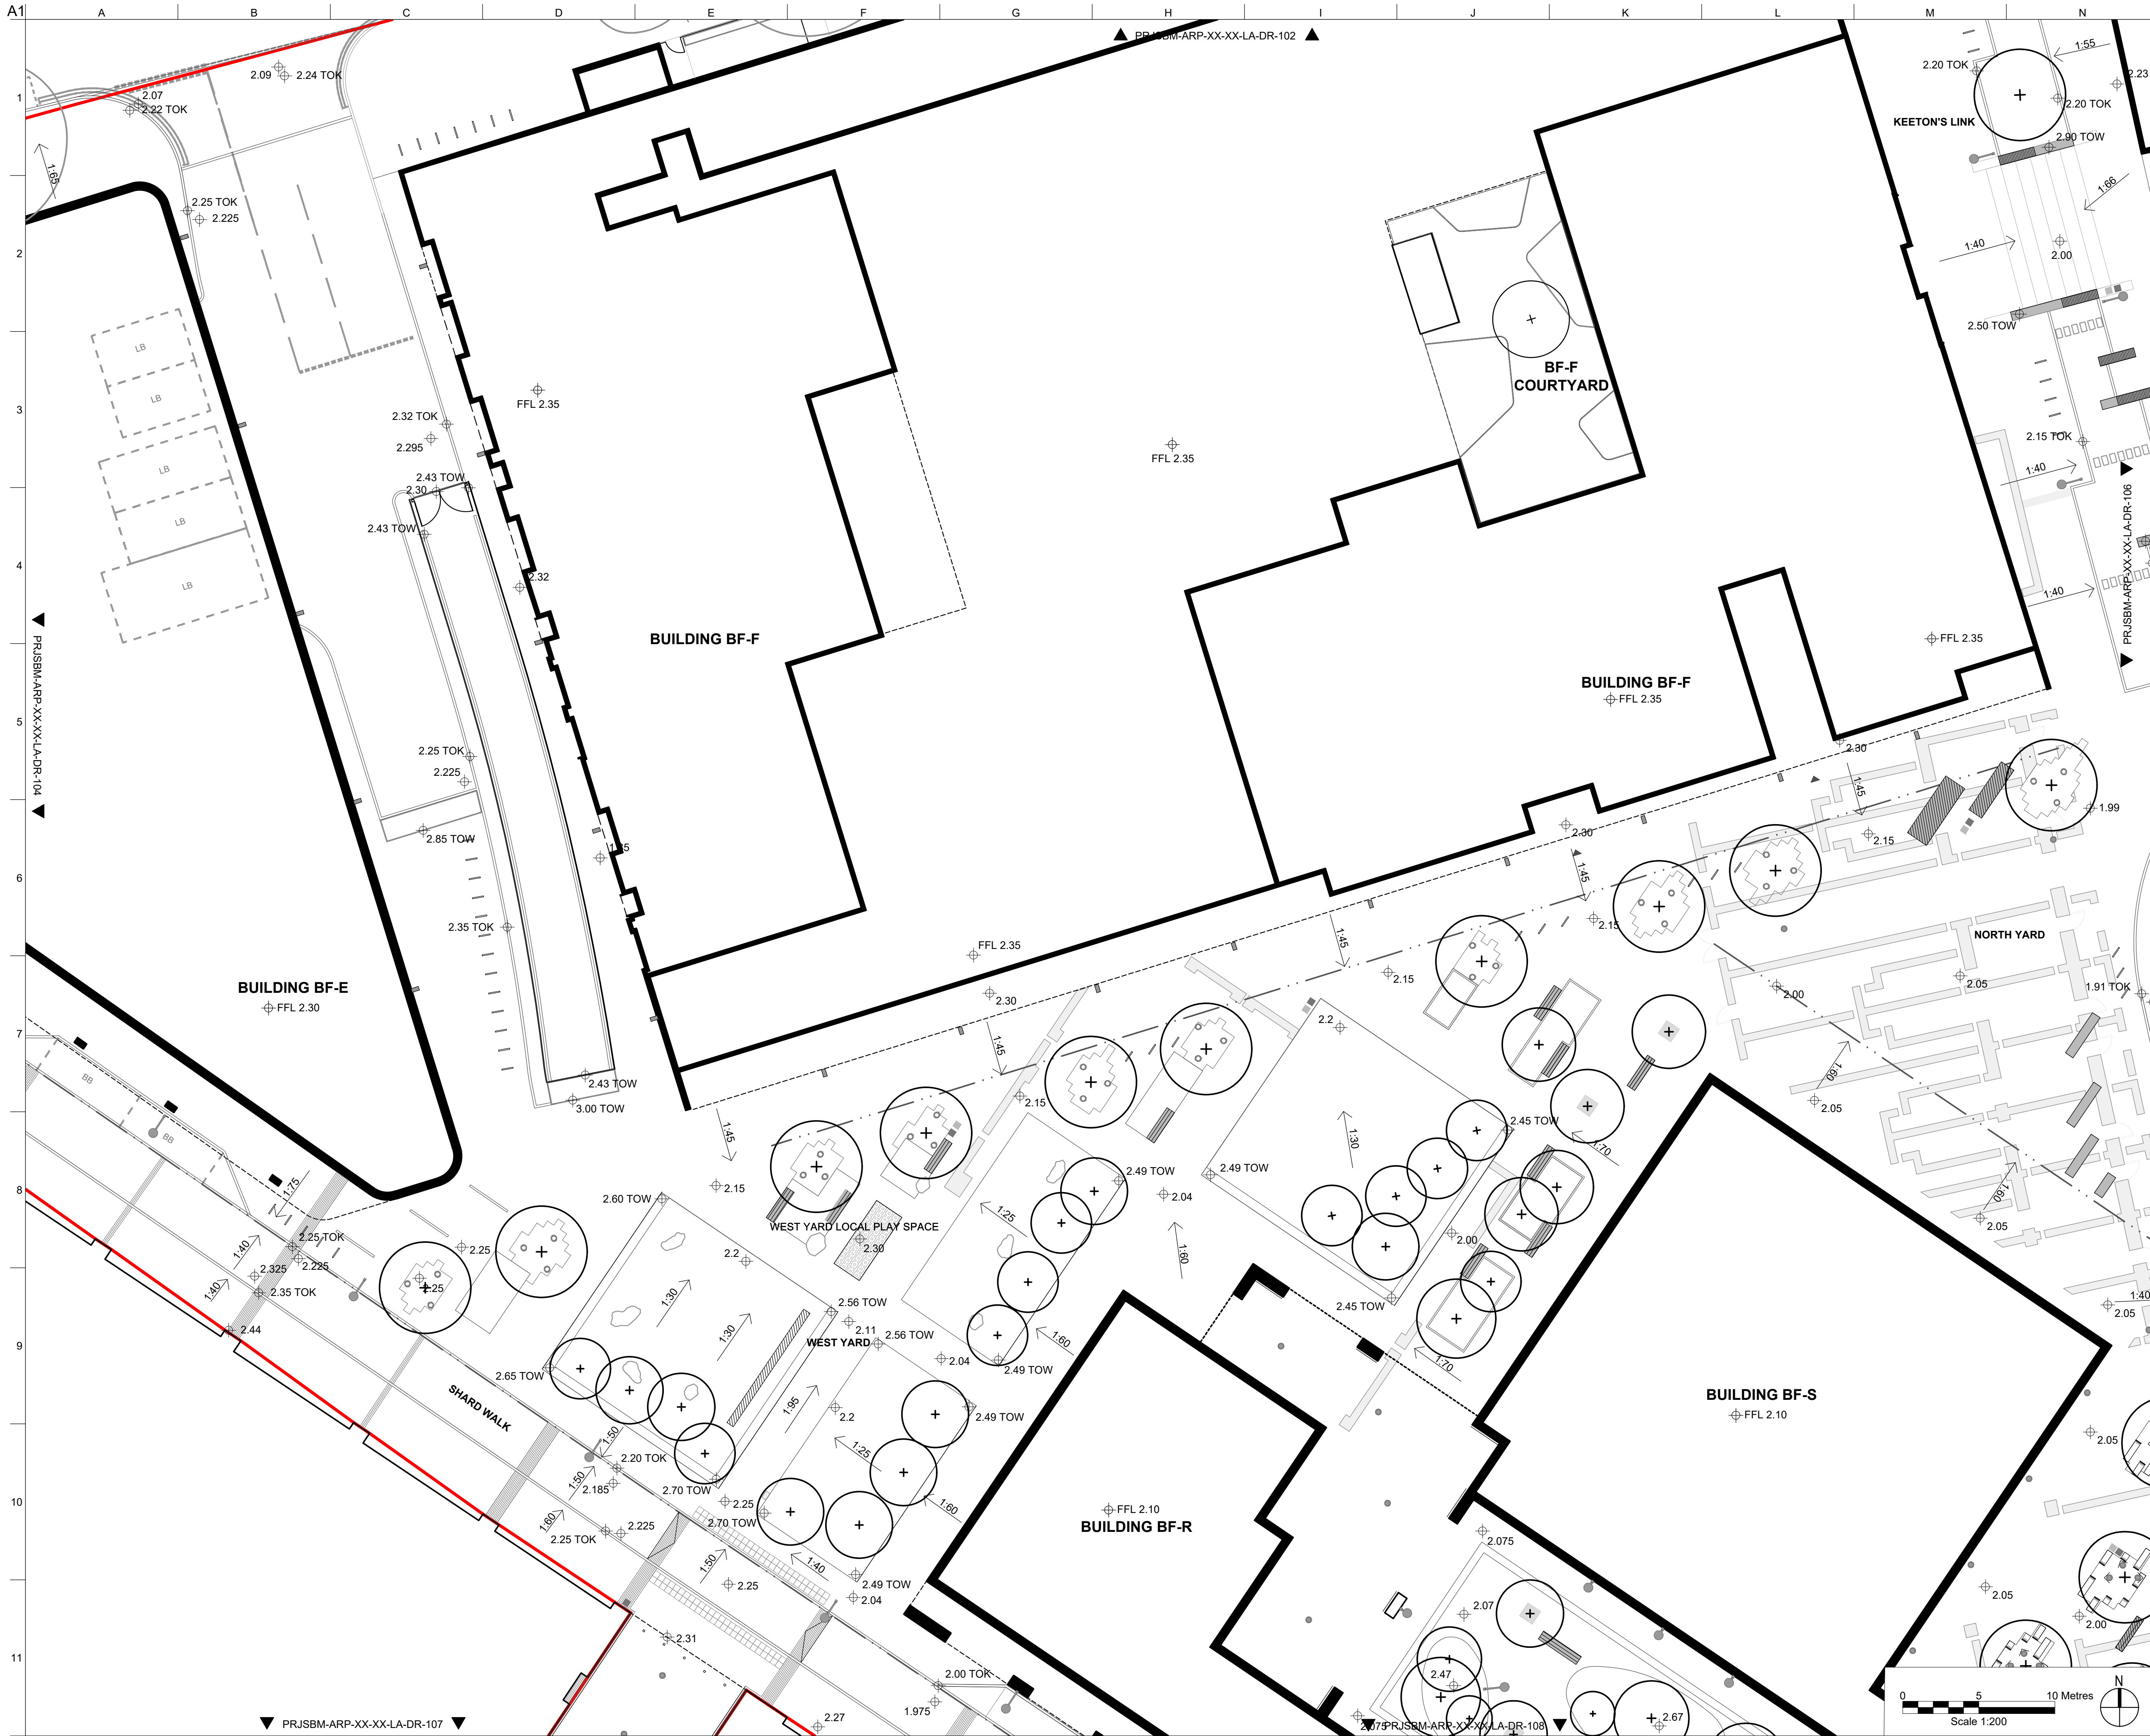 A1 A B C D E F G H I J K L M N
PRJSBM-ARP-XX-XX-LA-DR-102
1
2.09
2.24 TOK
2.07
2.22 TOK
1:65
2.20 TOK
1:55
2.23
2.20 TOK
KEETON'S LINK
2.90 TOW
1:66
2
2.25 TOK
2.225
1:40
2.00
2.50 TOW
LB
LB
LB
LB
LB
3
FFL 2.35
2.32 TOK
2.295
2.43 TOW
2.30
2.43 TOW
FFL 2.35
BF-F
COURTYARD
2.15 TOK
1:40
PRJSBM-ARP-XX-XX-LA-DR-106
4
2.32
1:40
PRJSBM-ARP-XX-XX-LA-DR-104
BUILDING BF-F
FFL 2.35
BUILDING BF-F
FFL 2.35
5
2.25 TOK
2.225
2.85 TOW
2.30
1:45
1.99
2.15
6
2.35 TOK
2.30
1:45
2.15
1:45
2.15
FFL 2.35
2.30
NORTH YARD
2.05
2.00
1.91 TOK
BUILDING BF-E
FFL 2.30
7
1:45
2.2
2.15
2.43 TOW
3.00 TOW
1:60
2.05
BB
BB
1:45
1:30
2.45 TOW
1:70
8
1:75
2.15
2.60 TOW
2.49 TOW
2.49 TOW
2.04
1:60
2.05
WEST YARD LOCAL PLAY SPACE
2.30
1:25
1:60
2.00
2.25 TOK
2.225
1:40
2.25
2.2
2.325
2.25
1:40
2.35 TOK
1:30
2.56 TOW
2.45 TOW
1:40
2.05
9
2.44
1:30
2.11
WEST YARD
2.56 TOW
1:60
2.04
2.49 TOW
1:70
2.65 TOW
SHARD WALK
1:95
2.2
2.49 TOW
BUILDING BF-S
FFL 2.10
2.05
1:50
2.20 TOK
1:50
2.185
1:25
2.70 TOW
10
2.25
2.70 TOW
1:60
FFL 2.10
BUILDING BF-R
1:60
2.25 TOK
2.225
2.075
1:50
1:40
2.25
2.49 TOW
2.04
2.05
2.07
2.00
11
2.31
2.00 TOK
1.975
2.47
2.27
2.67
2.075
PRJSBM-ARP-XX-XX-LA-DR-107
PRJSBM-ARP-XX-XX-LA-DR-108
N
0 5 10 Metres
Scale 1:200